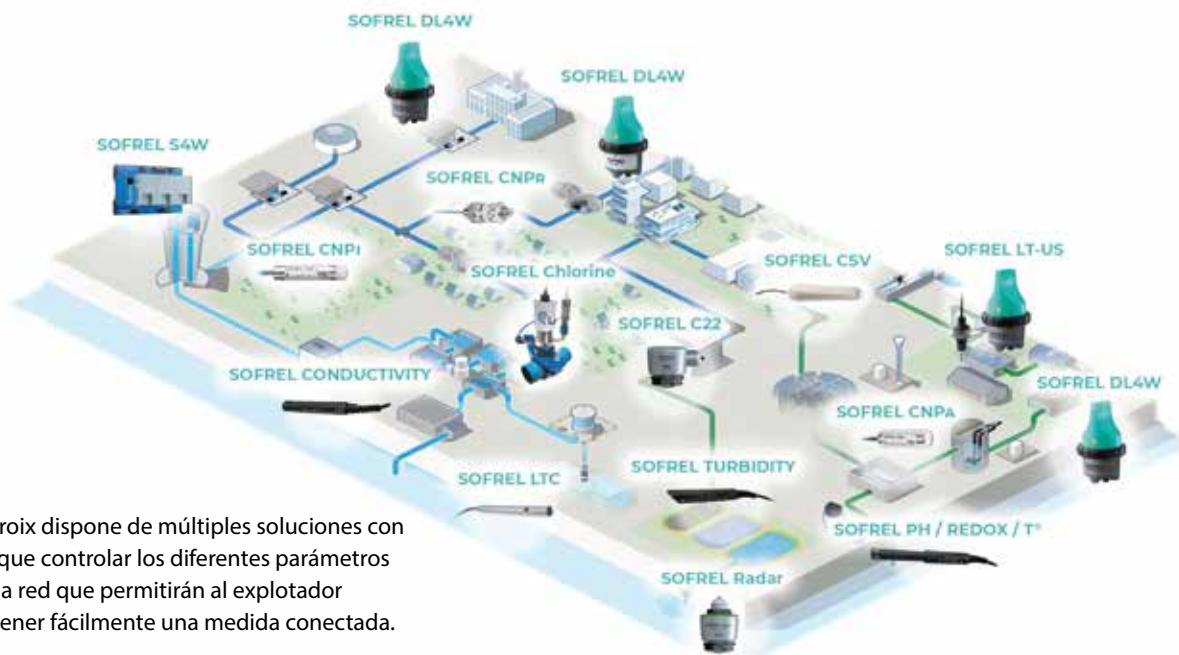 SOFREL DL4W
SOFREL DL4W
SOFREL S4W
SOFREL CNPR
SOFREL CNPI
SOFREL Chlorine
SOFREL CSV
SOFREL LT-US
SOFREL C22
SOFREL CONDUCTIVITY
SOFREL DL4W
SOFREL CNPA
SOFREL LTC
SOFREL TURBIDITY
SOFREL PH / REDOX / T°
SOFREL Radar
roix dispone de múltiples soluciones con
que controlar los diferentes parámetros
a red que permitirán al explotador
ener fácilmente una medida conectada.